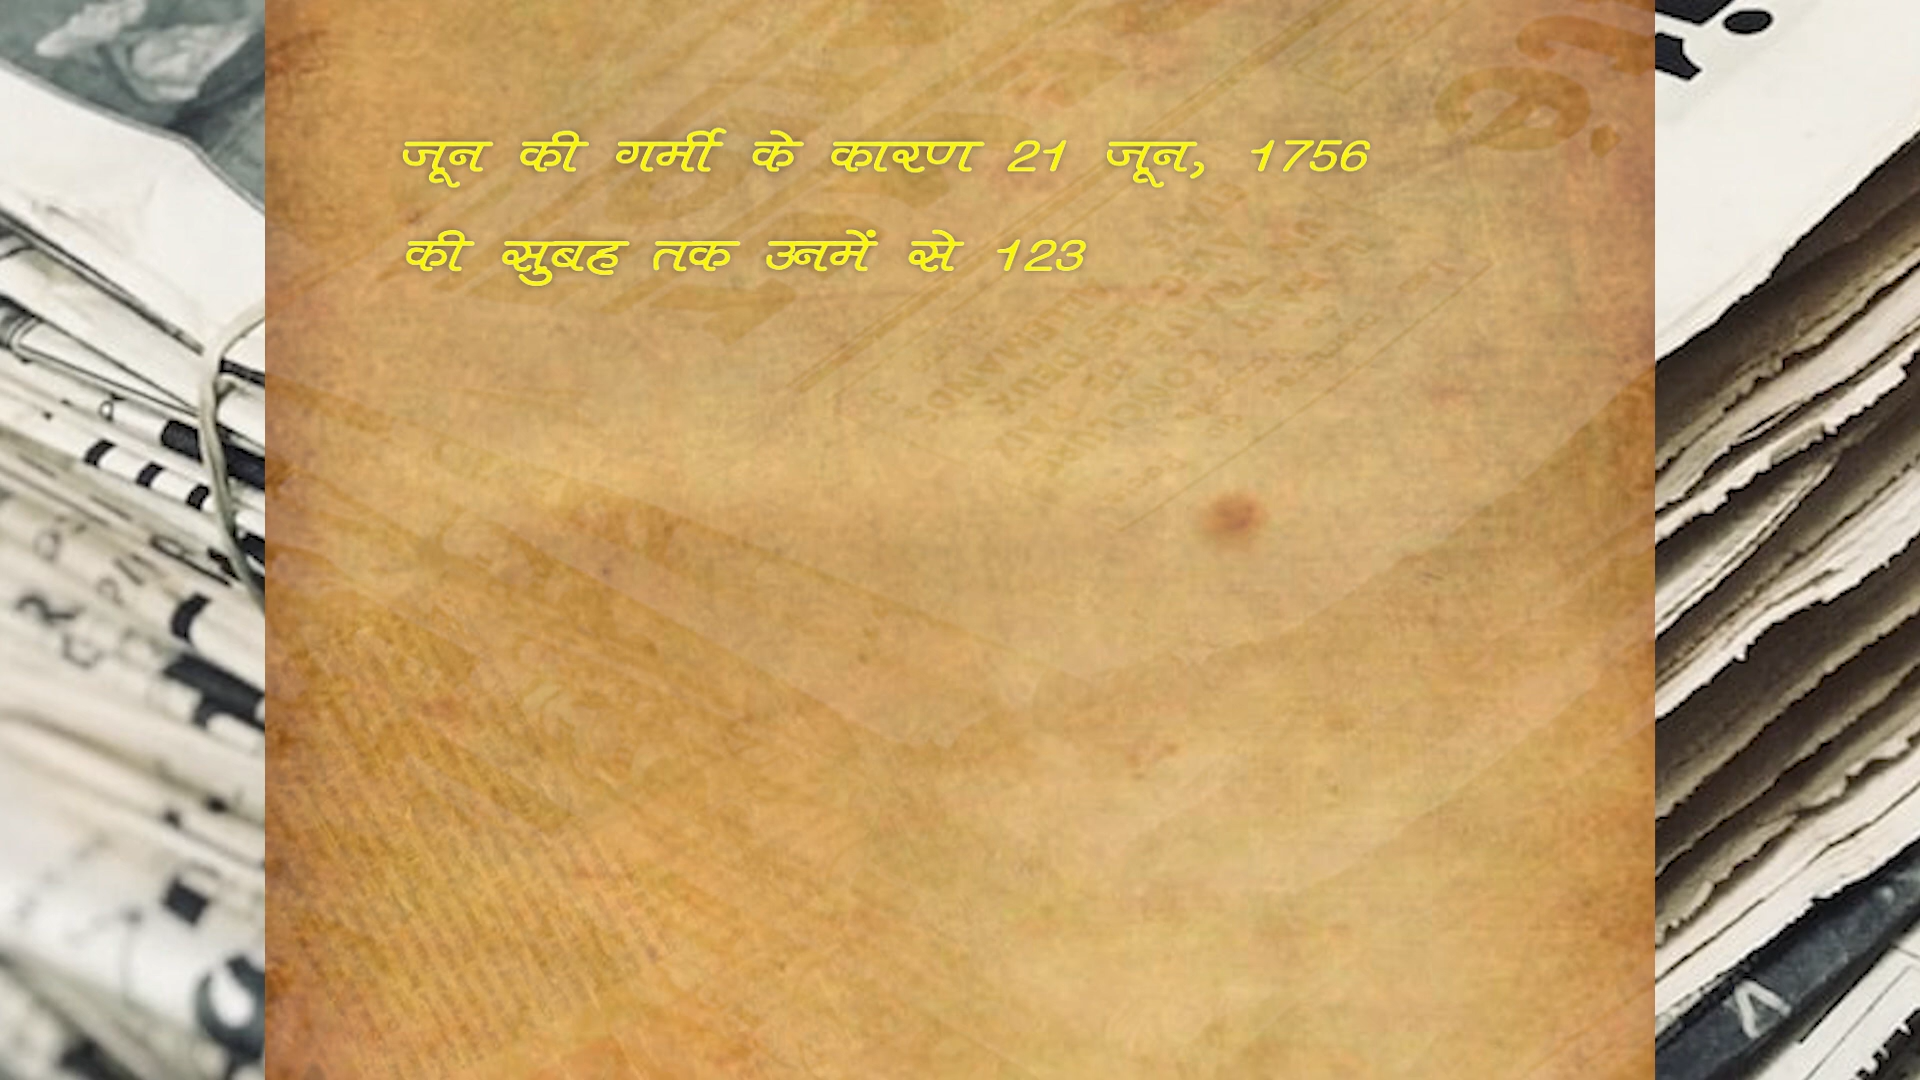 जून की गर्मी के कारण 21 जून, 1756
की सुबह तक उनमें से 123